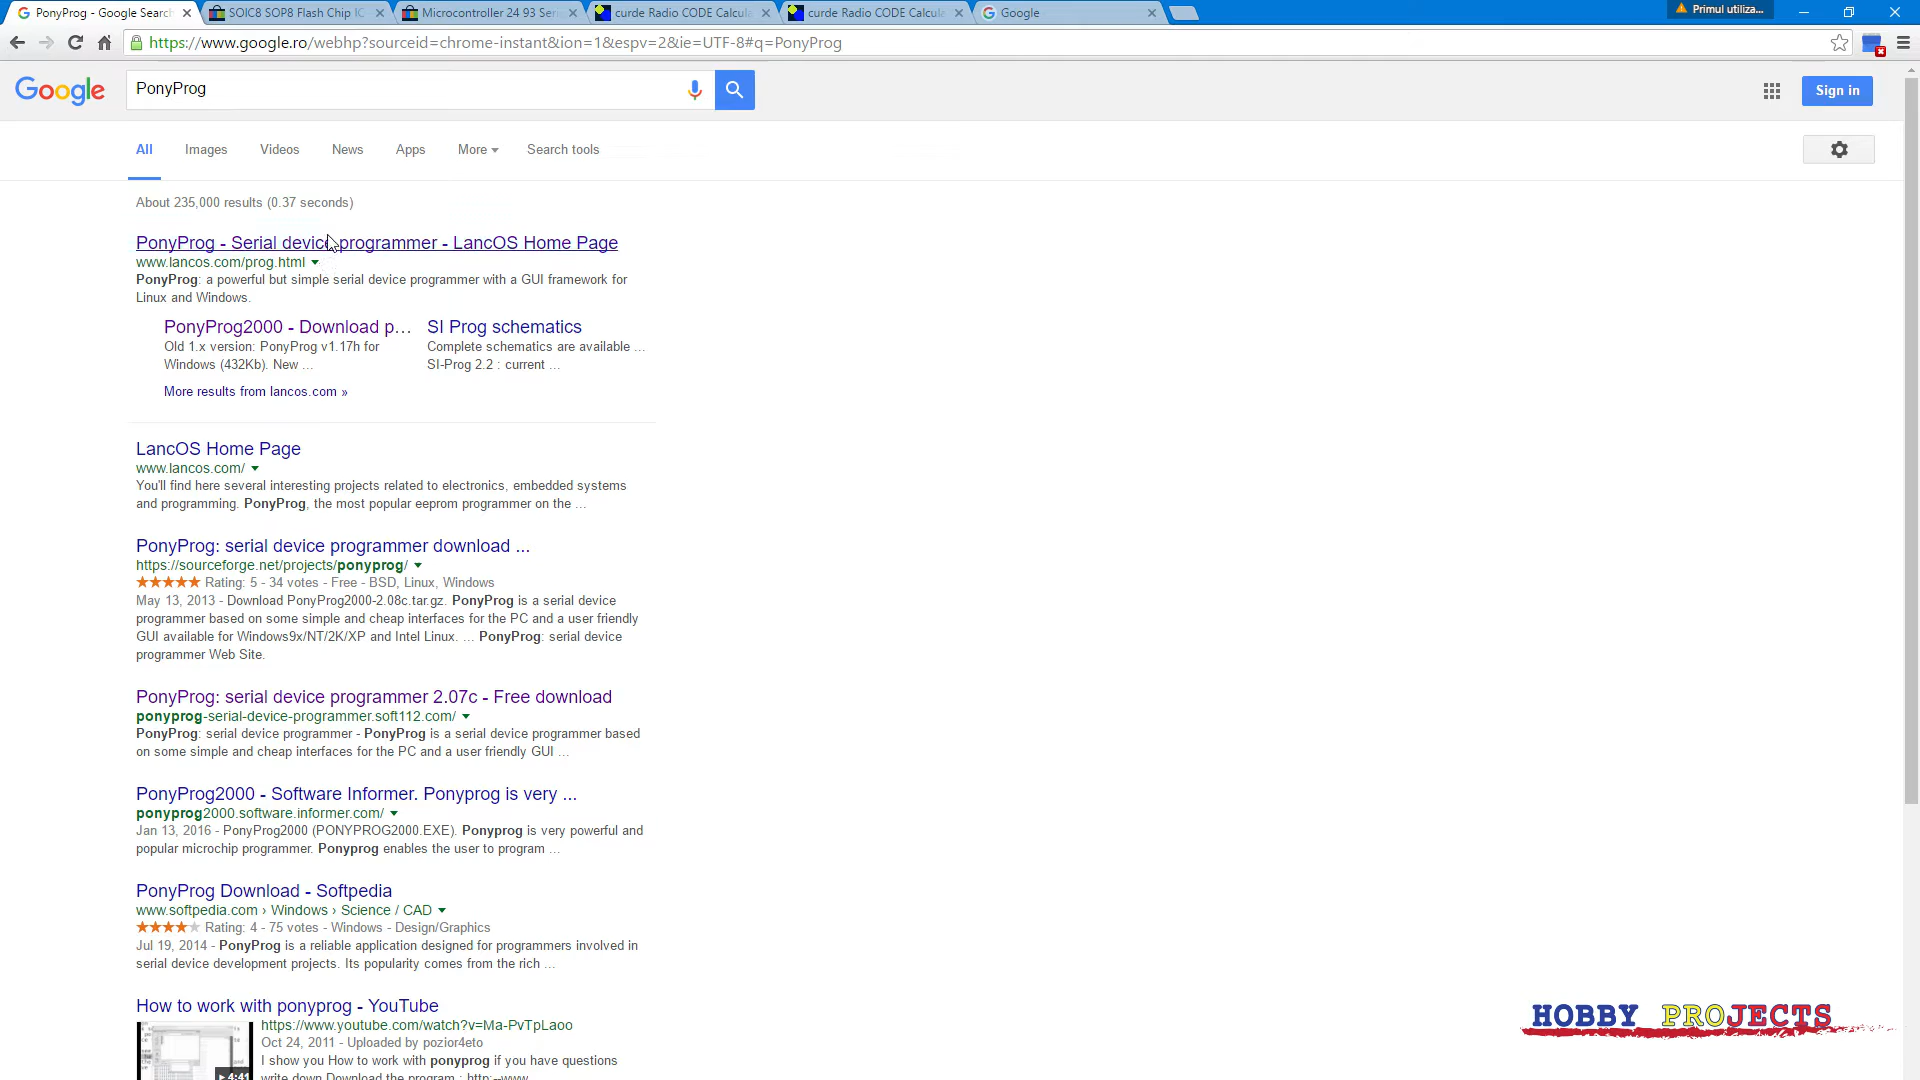 PonyProg - Google Search
SOIC8 SOP8 Flash Chip IC
Microcontroller 24 93 Seri
curde Radio CODE Calcula
curde Radio CODE Calcula
Google
Primul utiliza...
https://www.google.ro/webhp?sourceid=chrome-instant&ion=1&espv=2&ie=UTF-8#q=PonyProg
Google
PonyProg
Sign in
All Images Videos News Apps More Search tools
About 235,000 results (0.37 seconds)
PonyProg - Serial device programmer - LancOS Home Page
www.lancos.com/prog.html
PonyProg: a powerful but simple serial device programmer with a GUI framework for
Linux and Windows.
PonyProg2000 - Download p...
Old 1.x version: PonyProg v1.17h for
Windows (432Kb). New ...
SI Prog schematics
Complete schematics are available ...
SI-Prog 2.2 : current ...
More results from lancos.com »
LancOS Home Page
www.lancos.com/
You'll find here several interesting projects related to electronics, embedded systems
and programming. PonyProg, the most popular eeprom programmer on the ...
PonyProg: serial device programmer download ...
https://sourceforge.net/projects/ponyprog/
Rating: 5 - 34 votes - Free - BSD, Linux, Windows
May 13, 2013 - Download PonyProg2000-2.08c.tar.gz. PonyProg is a serial device
programmer based on some simple and cheap interfaces for the PC and a user friendly
GUI available for Windows9x/NT/2K/XP and Intel Linux. ... PonyProg: serial device
programmer Web Site.
PonyProg: serial device programmer 2.07c - Free download
ponyprog-serial-device-programmer.soft112.com/
PonyProg: serial device programmer - PonyProg is a serial device programmer based
on some simple and cheap interfaces for the PC and a user friendly GUI ...
PonyProg2000 - Software Informer. Ponyprog is very ...
ponyprog2000.software.informer.com/
Jan 13, 2016 - PonyProg2000 (PONYPROG2000.EXE). Ponyprog is very powerful and
popular microchip programmer. Ponyprog enables the user to program ...
PonyProg Download - Softpedia
www.softpedia.com › Windows › Science / CAD
Rating: 4 - 75 votes - Windows - Design/Graphics
Jul 19, 2014 - PonyProg is a reliable application designed for programmers involved in
serial device development projects. Its popularity comes from the rich ...
How to work with ponyprog - YouTube
https://www.youtube.com/watch?v=Ma-PvTpLaoo
Oct 24, 2011 - Uploaded by pozior4eto
I show you How to work with ponyprog if you have questions
write down Download the program : http:--www
HOBBY PROJECTS